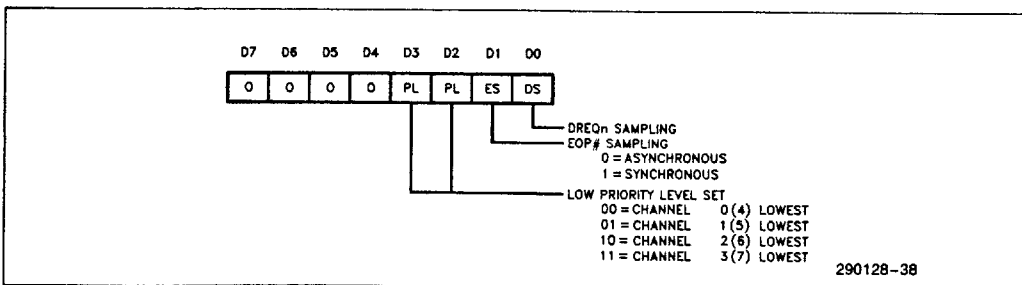 D7 D6 D5 D4 D3 D2 D1 D0
0 0 0 0 PL PL ES DS
DREQn SAMPLING
EOP# SAMPLING
0 = ASYNCHRONOUS
1 = SYNCHRONOUS
LOW PRIORITY LEVEL SET
00 = CHANNEL 0(4) LOWEST
01 = CHANNEL 1(5) LOWEST
10 = CHANNEL 2(6) LOWEST
11 = CHANNEL 3(7) LOWEST
290128-38